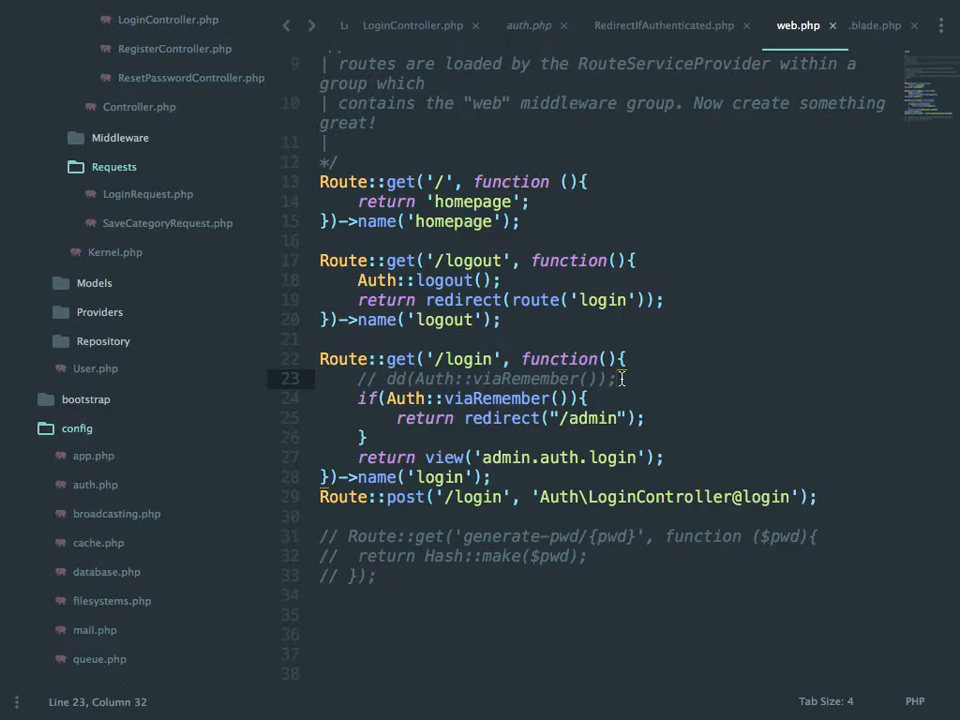 LoginController.php
RegisterController.php
ResetPasswordController.php
Controller.php
Middleware
Requests
LoginRequest.php
SaveCategoryRequest.php
Kernel.php
Models
Providers
Repository
User.php
bootstrap
config
app.php
auth.php
broadcasting.php
cache.php
database.php
filesystems.php
mail.php
queue.php
LoginController.php × auth.php × RedirectIfAuthenticated.php × web.php × .blade.php ×
9 | routes are loaded by the RouteServiceProvider within a
group which
10 | contains the "web" middleware group. Now create something
great!
11 |
12 */
13 Route::get('/', function (){
14 return 'homepage';
15 })->name('homepage');
16
17 Route::get('/logout', function(){
18 Auth::logout();
19 return redirect(route('login'));
20 })->name('logout');
21
22 Route::get('/login', function(){
23 // dd(Auth::viaRemember());
24 if(Auth::viaRemember()){
25 return redirect("/admin");
26 }
27 return view('admin.auth.login');
28 })->name('login');
29 Route::post('/login', 'Auth\LoginController@login');
30
31 // Route::get('generate-pwd/{pwd}', function ($pwd){
32 // return Hash::make($pwd);
33 // });
34
35
36
37
38
Line 23, Column 32
Tab Size: 4
PHP